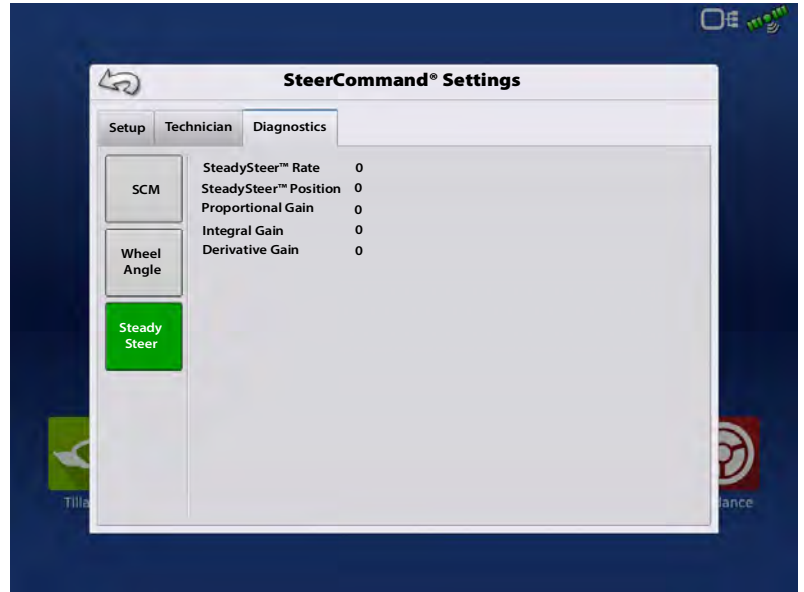 SteerCommand® Settings
Setup Technician Diagnostics
SCM
Wheel
Angle
Steady
Steer
SteadySteer™ Rate 0
SteadySteer™ Position 0
Proportional Gain 0
Integral Gain 0
Derivative Gain 0
Tilla
dance